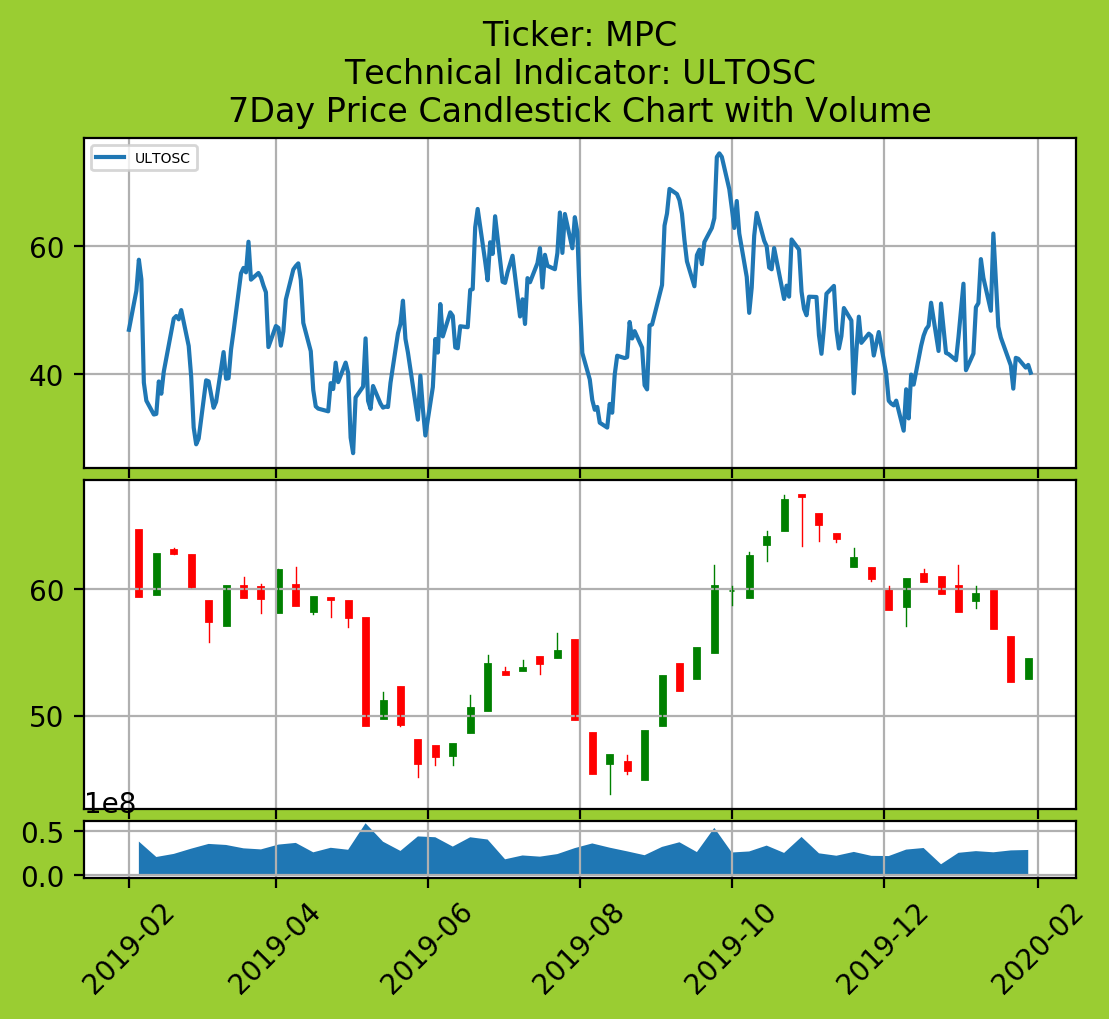 Ticker: MPC
Technical Indicator: ULTOSC
7Day Price Candlestick Chart with Volume
ULTOSC
60
40
60
50
1e8
0.5
0.0
2019-02
2019-04
2019-06
2019-08
2019-10
2019-12
2020-02